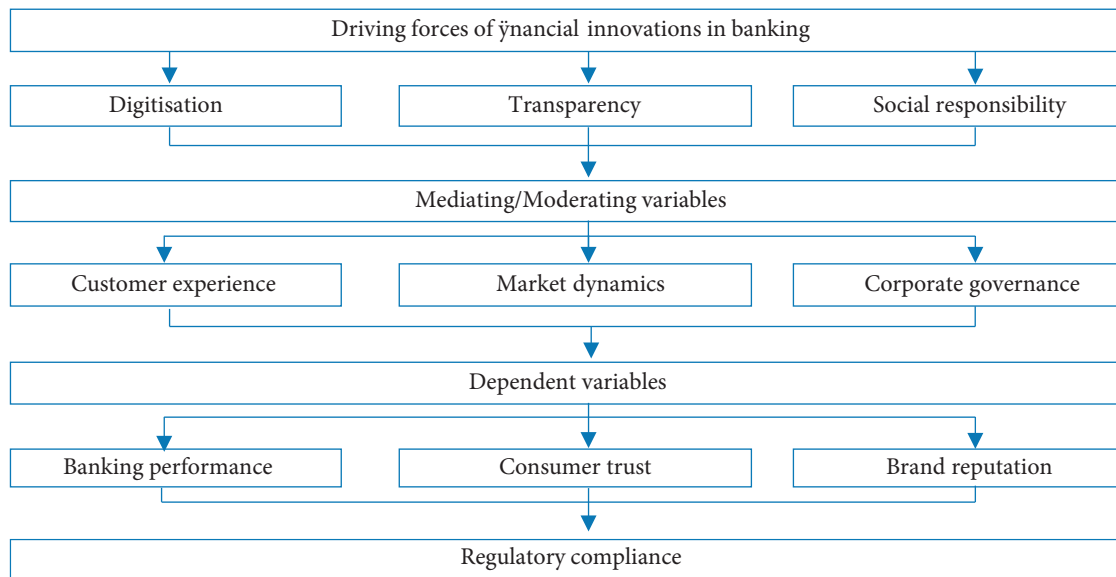 Driving forces of ÿnancial innovations in banking
Digitisation
Transparency
Social responsibility
Mediating/Moderating variables
Customer experience
Market dynamics
Corporate governance
Dependent variables
Banking performance
Consumer trust
Brand reputation
Regulatory compliance